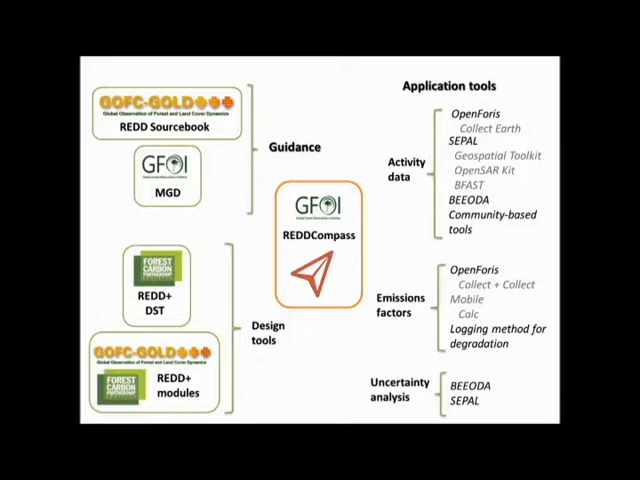 GOFC-GOLD
Global Observation of Forest and Land Cover Dynamics
REDD Sourcebook
GFOI
MGD
Guidance
GFOI
REDDCompass
FOREST
CARBON
PARTNERSHIP
REDD+
DST
Design
tools
GOFC-GOLD
Global Observation of Forest and Land Cover Dynamics
FOREST
CARBON
PARTNERSHIP
REDD+
modules
Application tools
Activity
data
OpenForis
Collect Earth
SEPAL
Geospatial Toolkit
OpenSAR Kit
BFAST
BEEODA
Community-based
tools
Emissions
factors
OpenForis
Collect + Collect
Mobile
Calc
Logging method for
degradation
Uncertainty
analysis
BEEODA
SEPAL